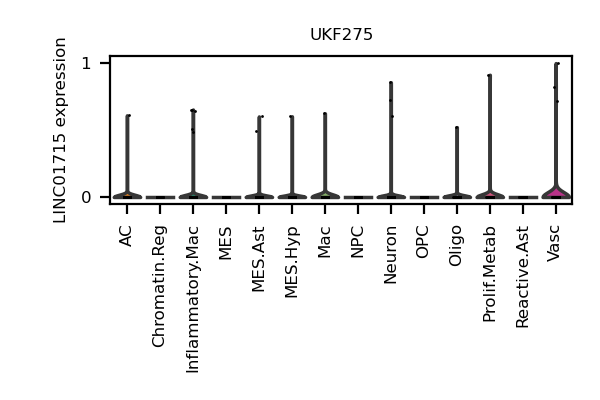 UKF275
LINC01715 expression
1
0
AC
Chromatin.Reg
Inflammatory.Mac
MES
MES.Ast
MES.Hyp
Mac
NPC
Neuron
OPC
Oligo
Prolif.Metab
Reactive.Ast
Vasc